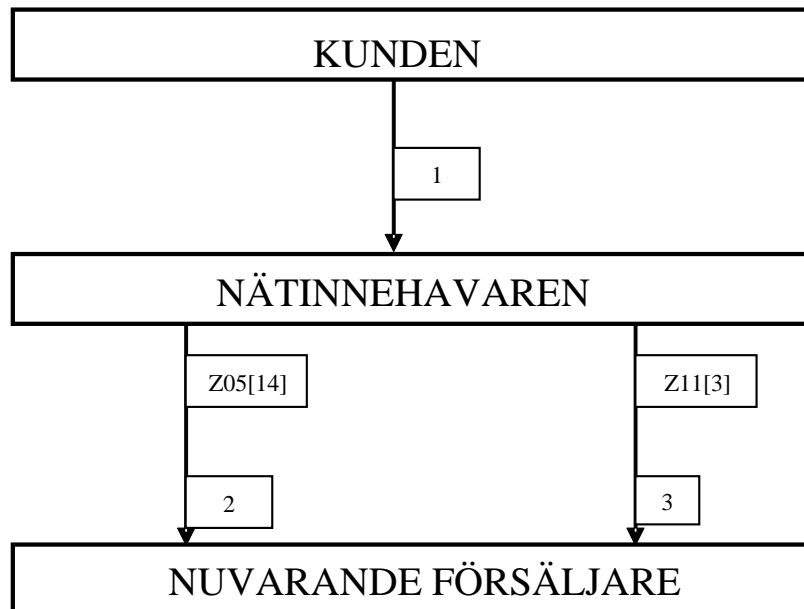 KUNDEN
1
NÄTINNEHAVAREN
Z05[14]
Z11[3]
2
3
NUVARANDE FÖRSÄLJARE